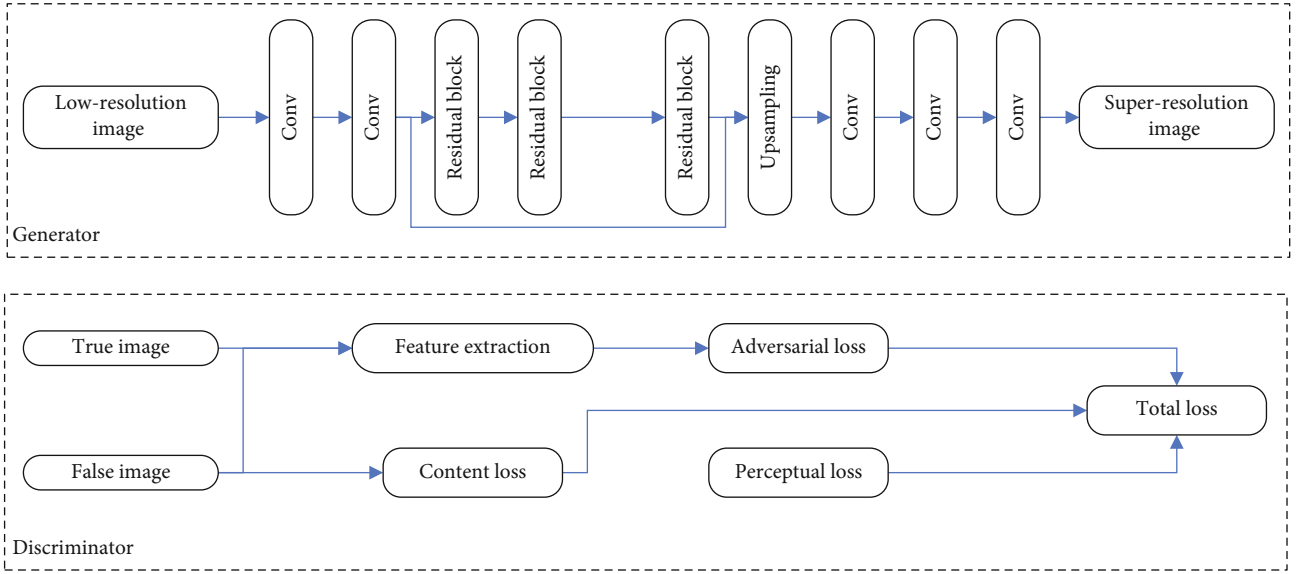 Low-resolution
image
Conv
Conv
Residual block
Residual block
Residual block
Upsampling
Conv
Conv
Conv
Super-resolution
image
Generator
True image
Feature extraction
Adversarial loss
Total loss
False image
Content loss
Perceptual loss
Discriminator